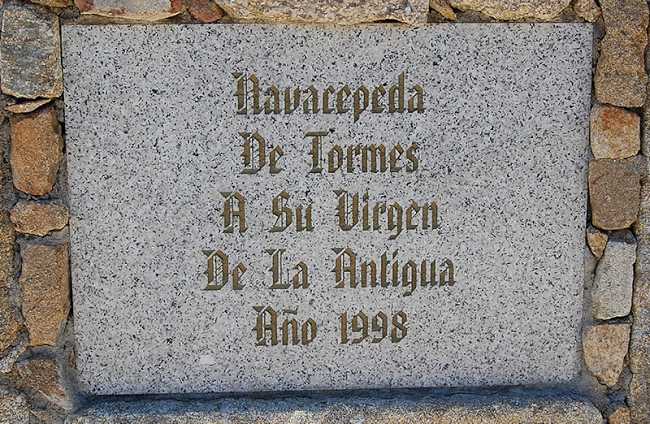 Navacepeda
De Tormes
A Su Virgen
De La Antigua
Año 1998